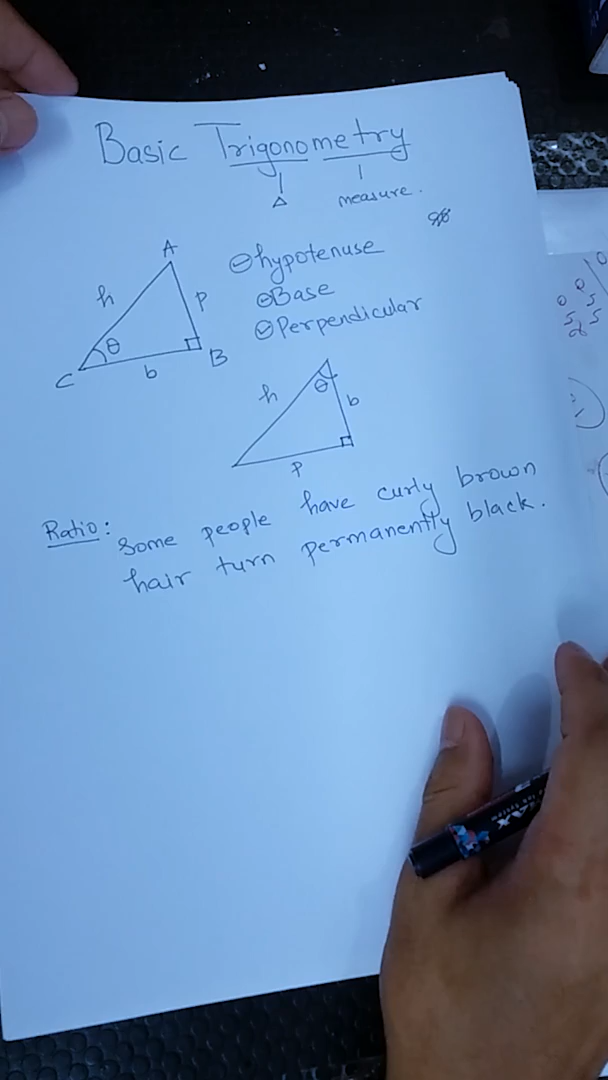 Basic Trigonometry
Δ measure.
A
h p
θ
C b B
⊖ hypotenuse
⊖ Base
⊖ Perpendicular
h θ b
p
Ratio: Some people have curly brown
hair turn permanently black.